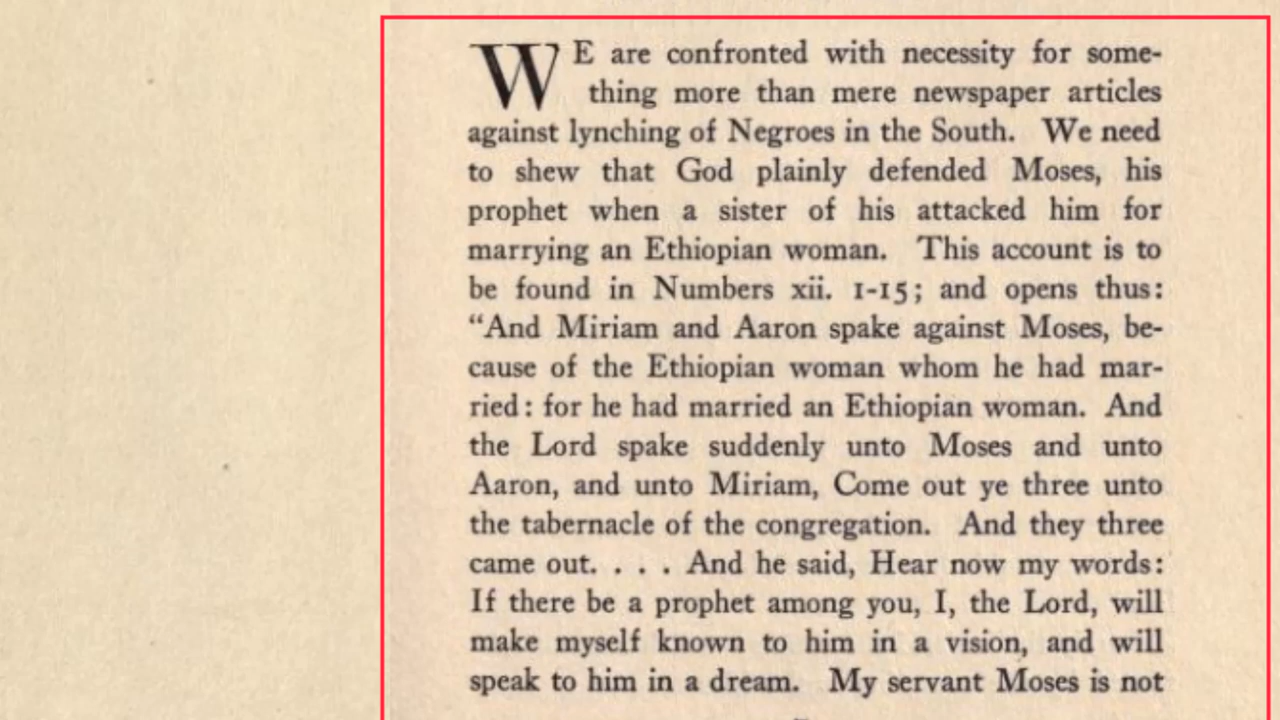 WE are confronted with necessity for some-
thing more than mere newspaper articles
against lynching of Negroes in the South. We need
to shew that God plainly defended Moses, his
prophet when a sister of his attacked him for
marrying an Ethiopian woman. This account is to
be found in Numbers xii. 1-15; and opens thus:
“And Miriam and Aaron spake against Moses, be-
cause of the Ethiopian woman whom he had mar-
ried: for he had married an Ethiopian woman. And
the Lord spake suddenly unto Moses and unto
Aaron, and unto Miriam, Come out ye three unto
the tabernacle of the congregation. And they three
came out. . . . And he said, Hear now my words:
If there be a prophet among you, I, the Lord, will
make myself known to him in a vision, and will
speak to him in a dream. My servant Moses is not